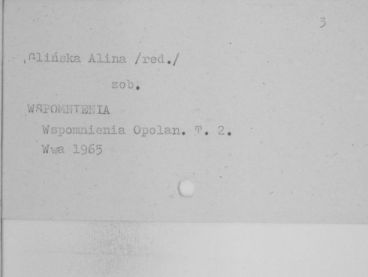 3
Glińska Alina /red./
zob.
WSPOMNIENIA
Wspomnienia Opolan. T. 2.
Wwa 1965